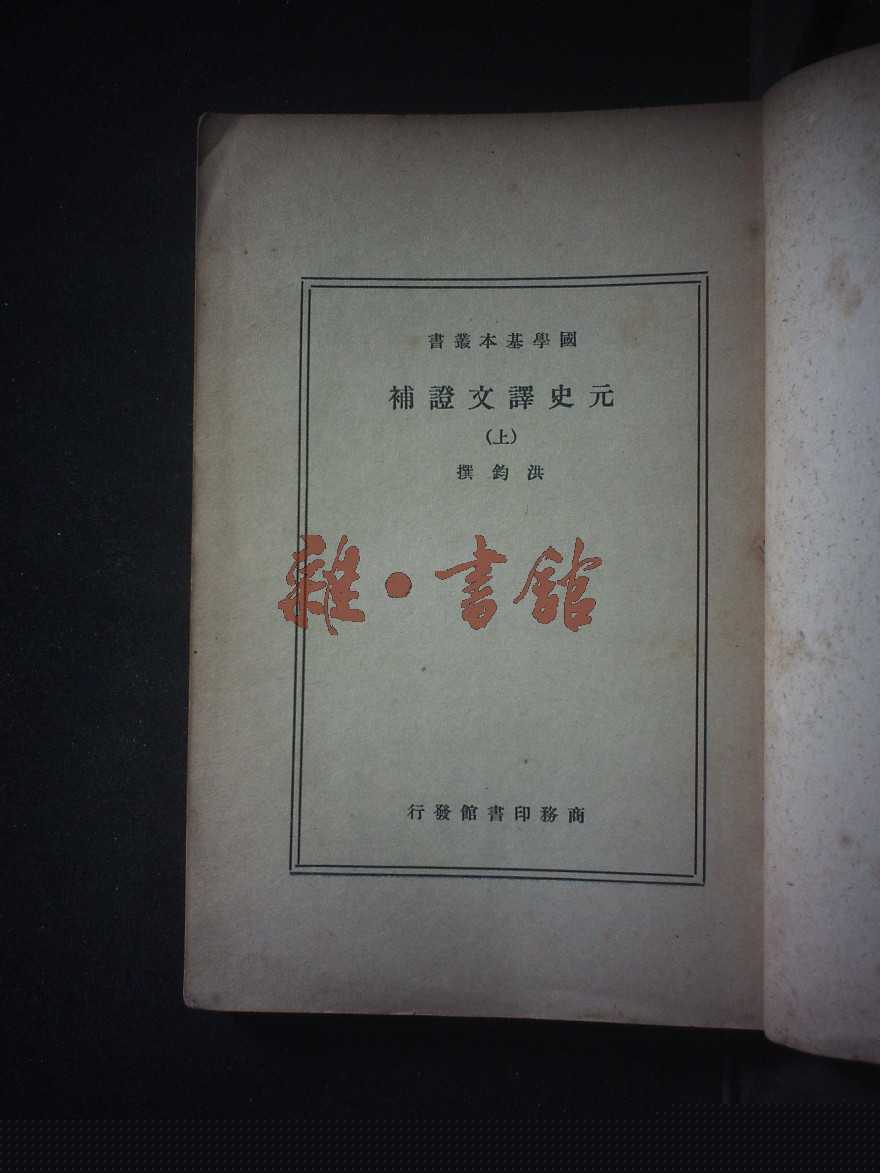 國學基本叢書
元史譯文證補
(上)
洪鈞撰
雜·書館
商務印書館發行